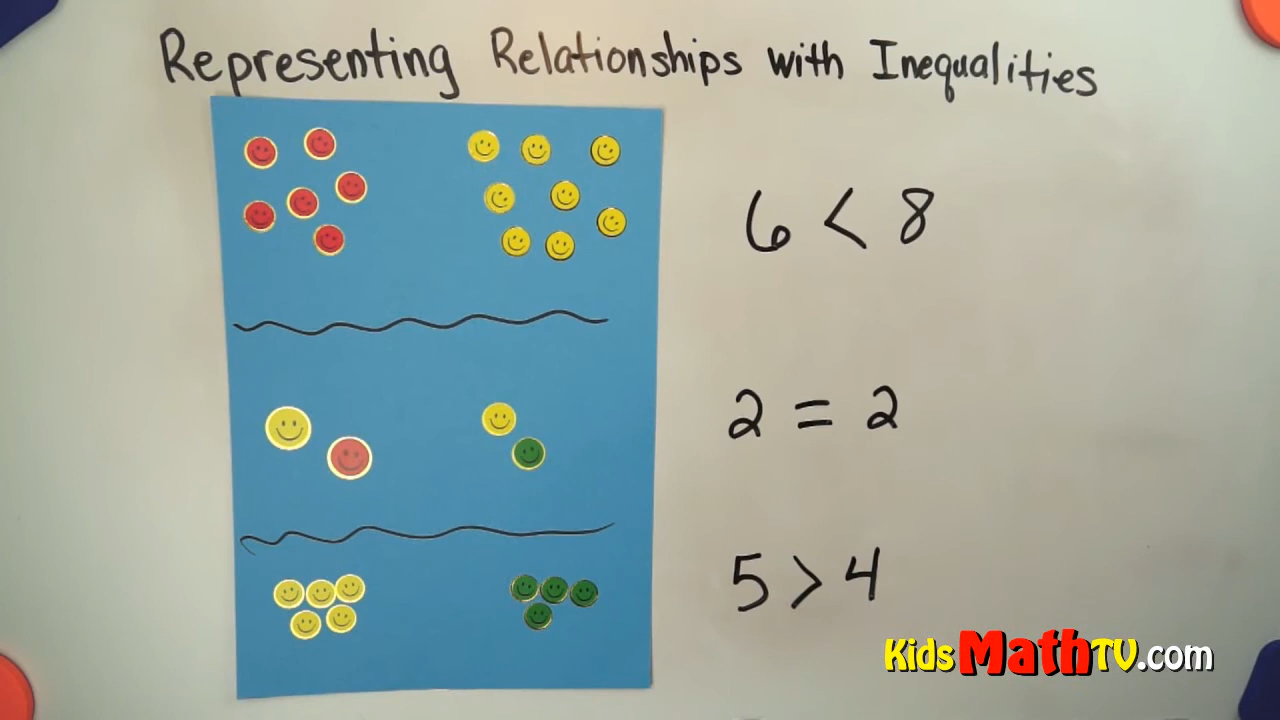 Representing Relationships with Inequalities
6 < 8
2 = 2
5 > 4
KidsMathTV.com